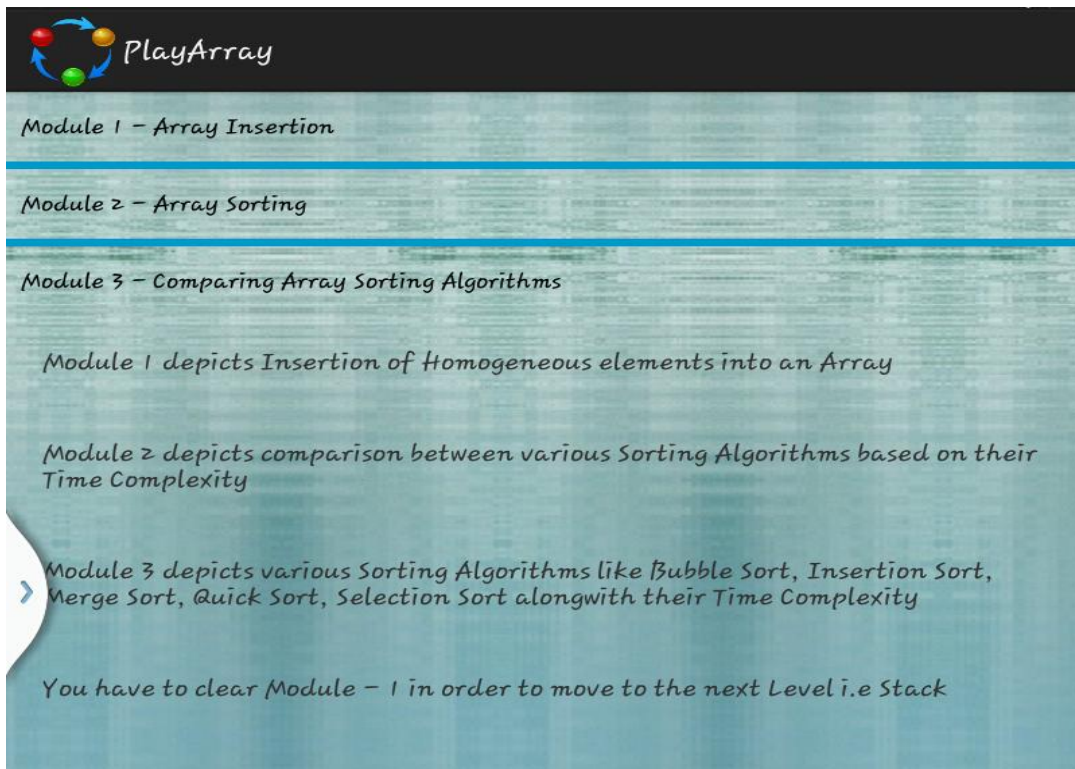 PlayArray
Module 1 - Array Insertion
Module 2 - Array Sorting
Module 3 - Comparing Array Sorting Algorithms
Module 1 depicts Insertion of Homogeneous elements into an Array
Module 2 depicts comparison between various Sorting Algorithms based on their
Time Complexity
Module 3 depicts various Sorting Algorithms like Bubble Sort, Insertion Sort,
Merge Sort, Quick Sort, Selection Sort alongwith their Time Complexity
You have to clear Module - 1 in order to move to the next Level i.e Stack